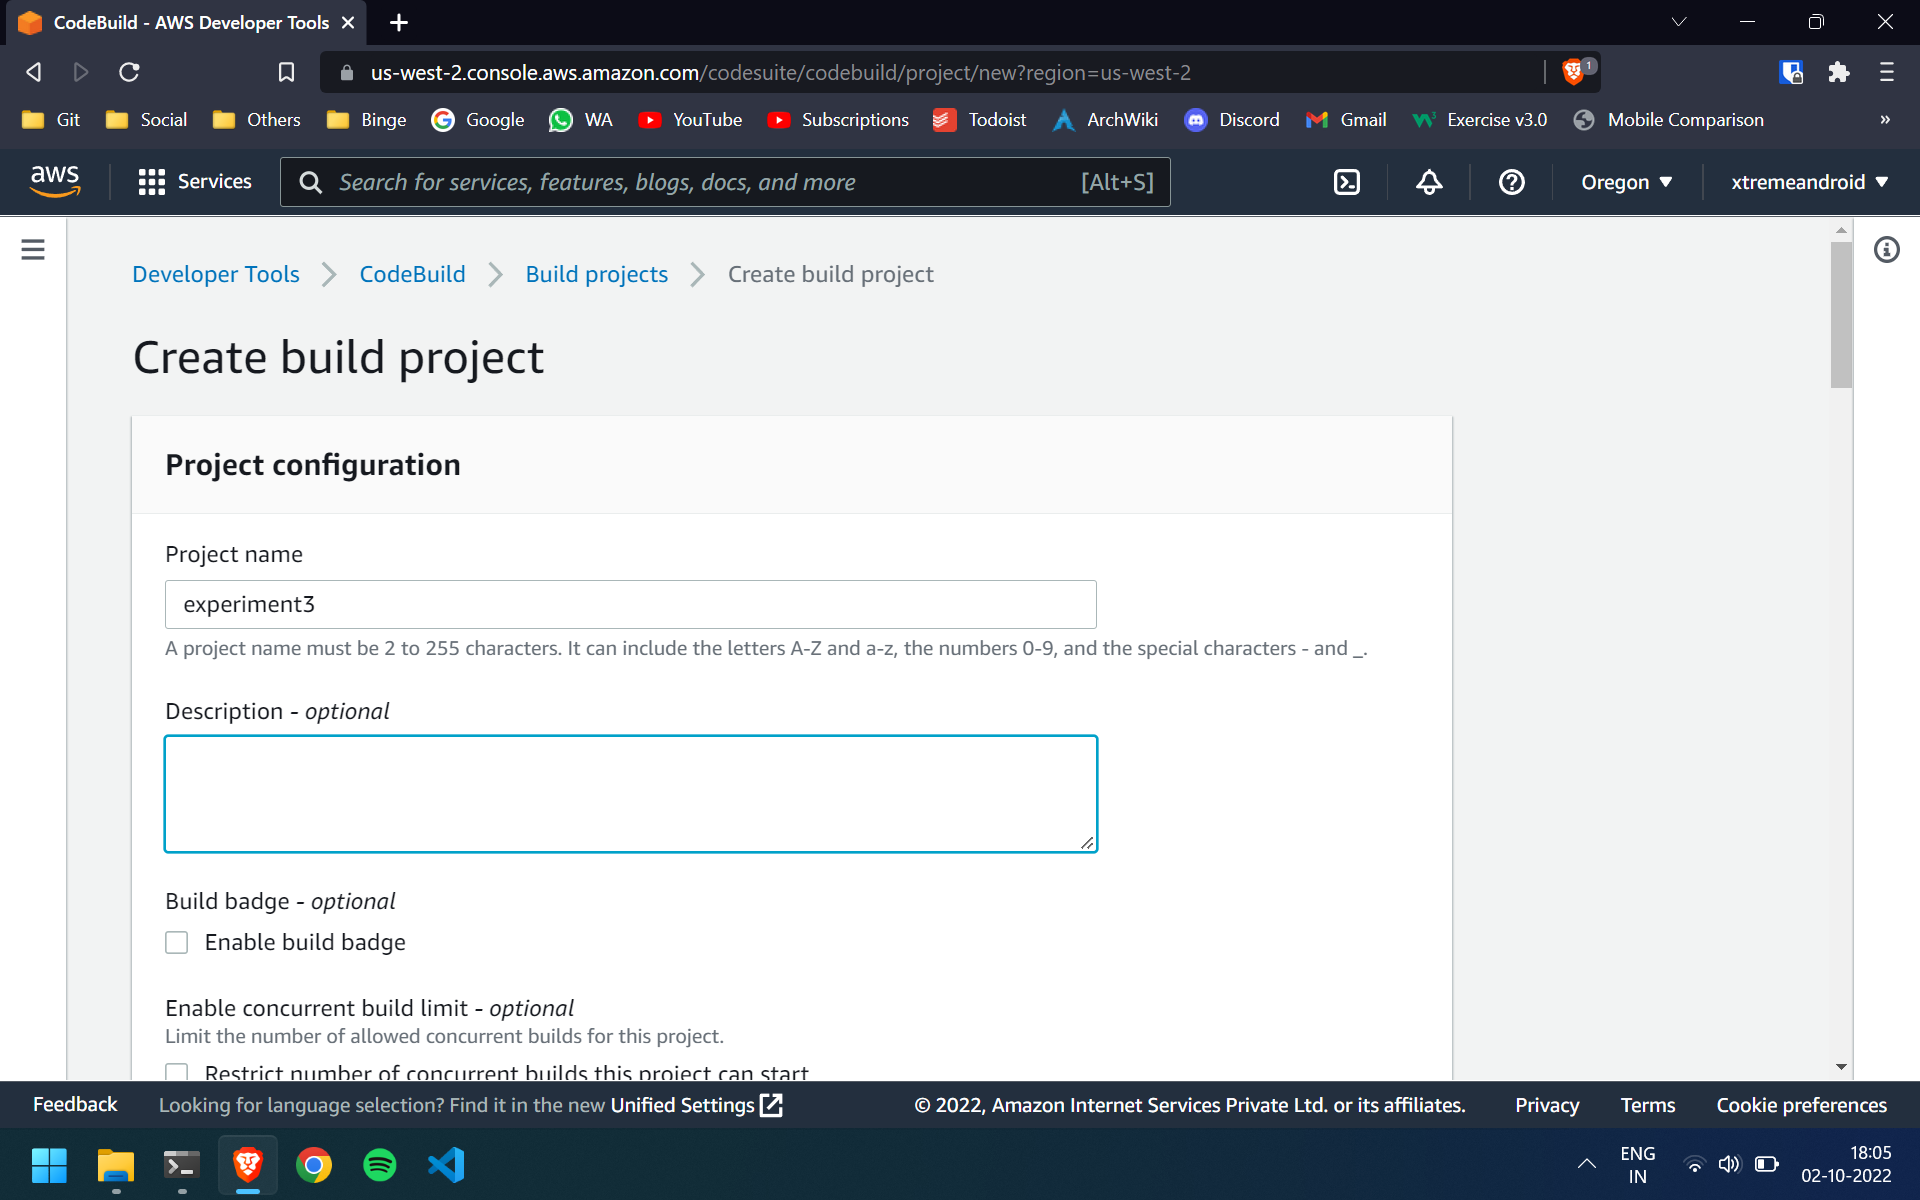 CodeBuild - AWS Developer Tools
us-west-2.console.aws.amazon.com/codesuite/codebuild/project/new?region=us-west-2
1
Git Social Others Binge Google WA YouTube Subscriptions Todoist ArchWiki Discord Gmail Exercise v3.0 Mobile Comparison »
aws Services Search for services, features, blogs, docs, and more [Alt+S] Oregon xtremeandroid
Developer Tools CodeBuild Build projects Create build project
Create build project
Project configuration
Project name
experiment3
A project name must be 2 to 255 characters. It can include the letters A-Z and a-z, the numbers 0-9, and the special characters - and _.
Description - optional
Build badge - optional
Enable build badge
Enable concurrent build limit - optional
Limit the number of allowed concurrent builds for this project.
Restrict number of concurrent builds this project can start
Feedback Looking for language selection? Find it in the new Unified Settings © 2022, Amazon Internet Services Private Ltd. or its affiliates. Privacy Terms Cookie preferences
ENG
IN
18:05
02-10-2022